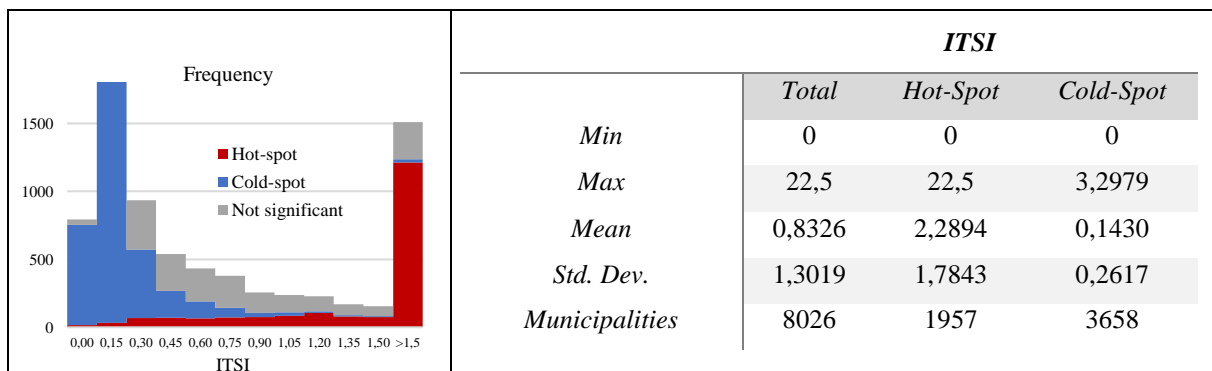 Frequency
1500
1000
500
0
Hot-spot
Cold-spot
Not significant
0,00 0,15 0,30 0,45 0,60 0,75 0,90 1,05 1,20 1,35 1,50 >1,5
ITSI
ITSI
Total Hot-Spot Cold-Spot
Min 0 0 0
Max 22,5 22,5 3,2979
Mean 0,8326 2,2894 0,1430
Std. Dev. 1,3019 1,7843 0,2617
Municipalities 8026 1957 3658